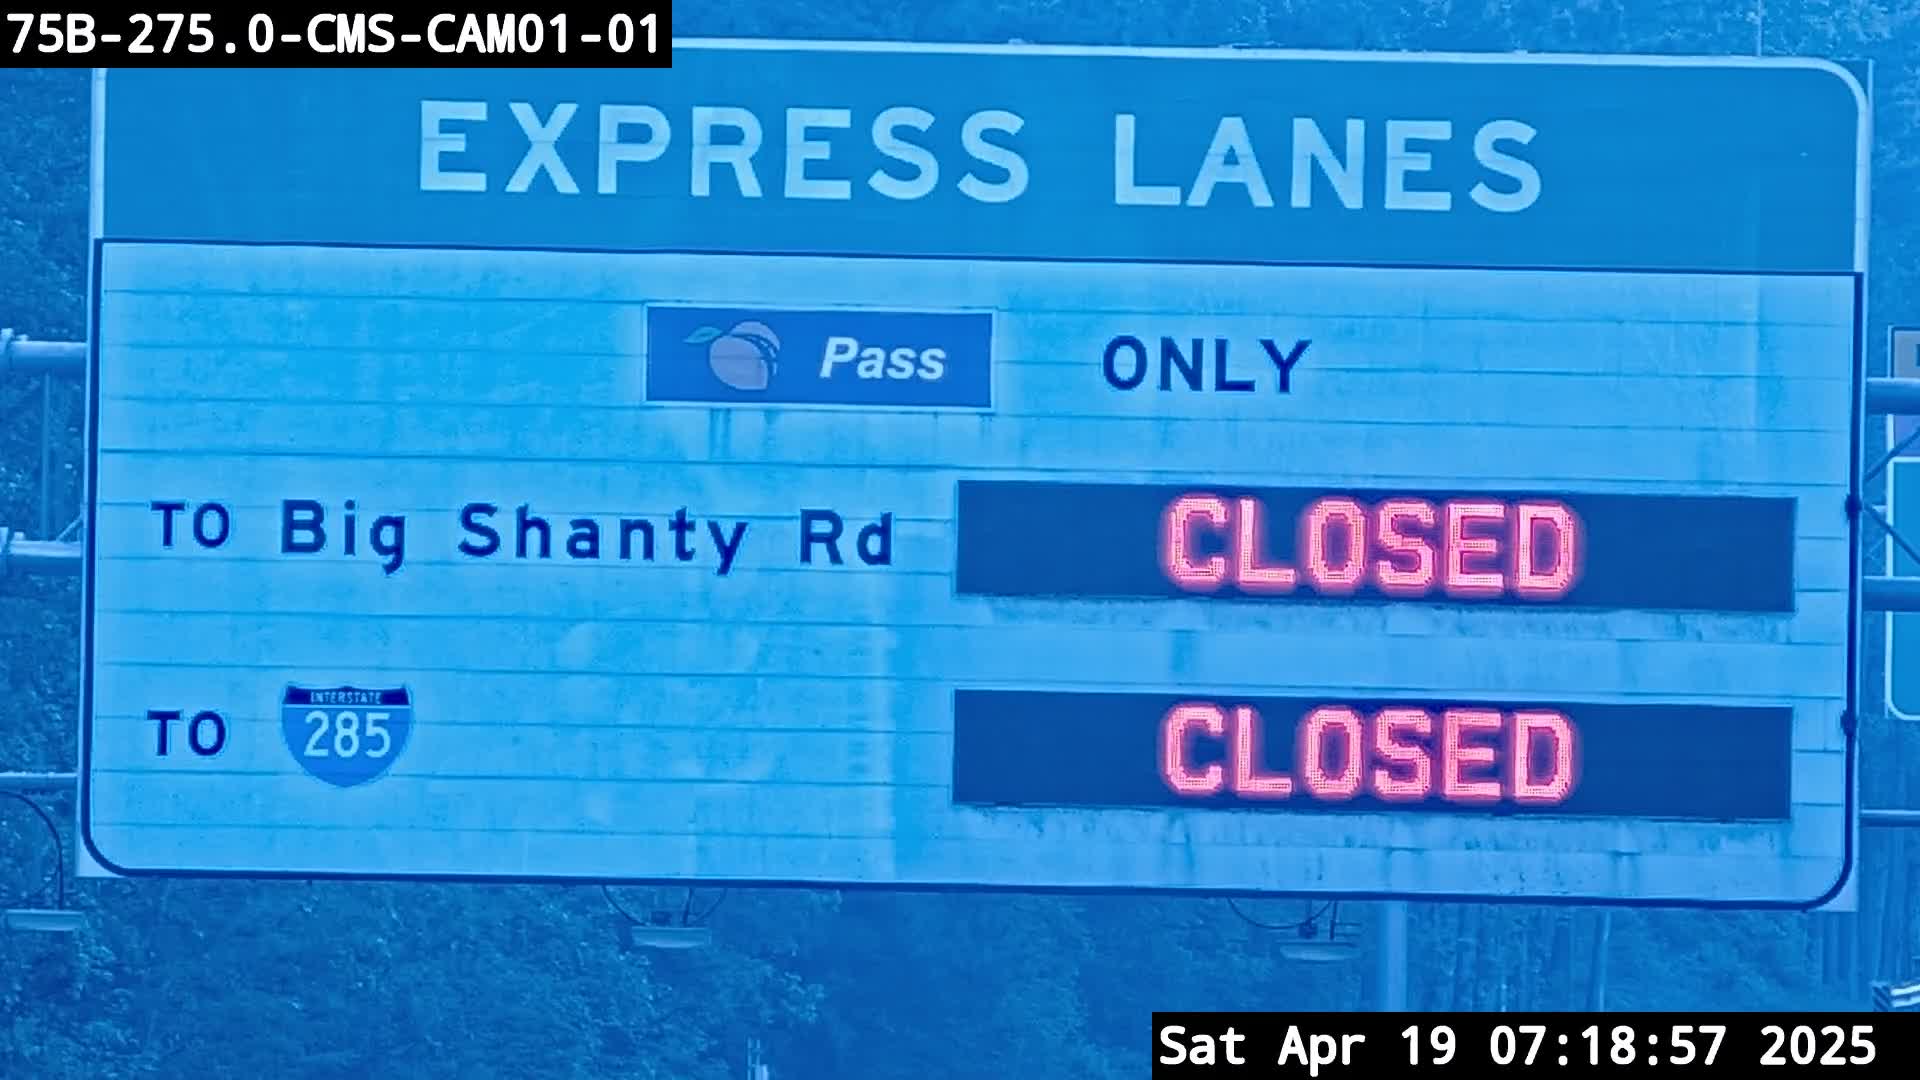 75B-275.0-CMS-CAM01-01
EXPRESS LANES
Pass ONLY
TO Big Shanty Rd CLOSED
TO INTERSTATE 285 CLOSED
Sat Apr 19 07:18:57 2025